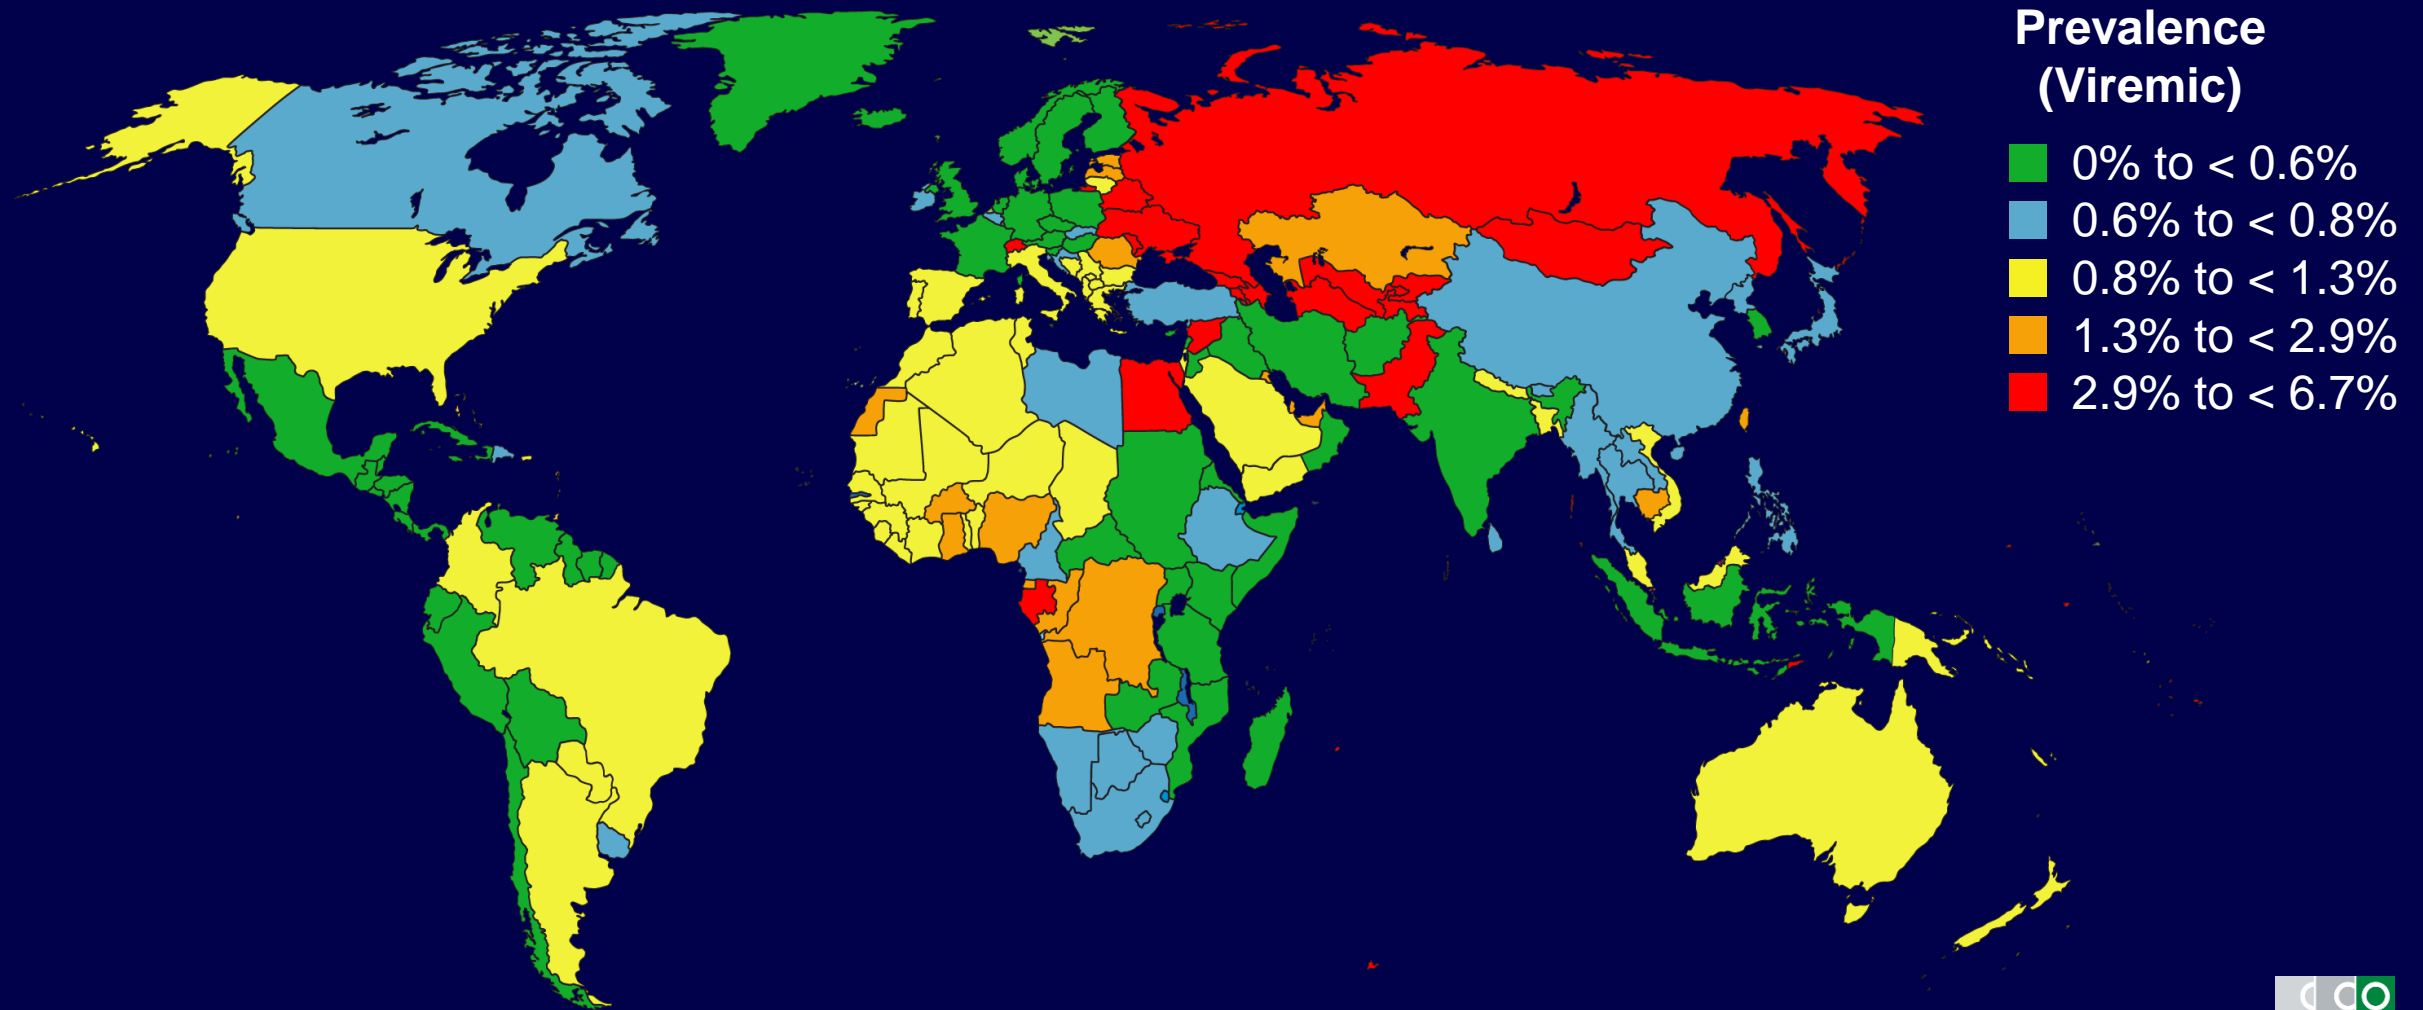 Prevalence
(Viremic)
0% to < 0.6%
0.6% to < 0.8%
0.8% to < 1.3%
1.3% to < 2.9%
2.9% to < 6.7%
CCO